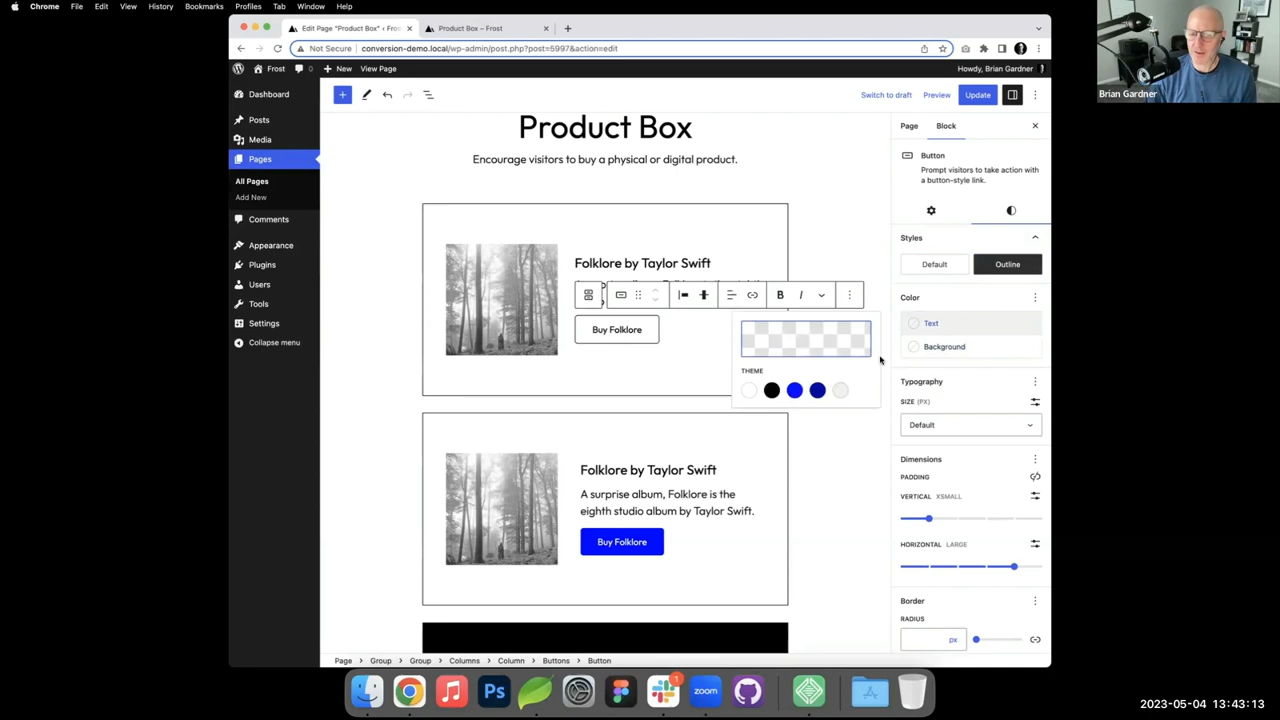 Chrome File Edit View History Bookmarks Profiles Tab Window Help
Edit Page "Product Box" ‹ Fros
Product Box – Frost
Not Secure conversion-demo.local/wp-admin/post.php?post=5997&action=edit
Frost 0 New View Page Howdy, Brian Gardner
Brian Gardner
Dashboard
Posts
Media
Pages
All Pages
Add New
Comments
Appearance
Plugins
Users
Tools
Settings
Collapse menu
Switch to draft Preview Update
Product Box
Encourage visitors to buy a physical or digital product.
Folklore by Taylor Swift
B I
Buy Folklore
THEME
Folklore by Taylor Swift
A surprise album, Folklore is the
eighth studio album by Taylor Swift.
Buy Folklore
Page Block
Button
Prompt visitors to take action with
a button-style link.
Styles
Default Outline
Color
Text
Background
Typography
SIZE (PX)
Default
Dimensions
PADDING
VERTICAL XSMALL
HORIZONTAL LARGE
Border
RADIUS
px
Page Group Group Columns Column Buttons Button
Ps 1 zoom
2023-05-04 13:43:13